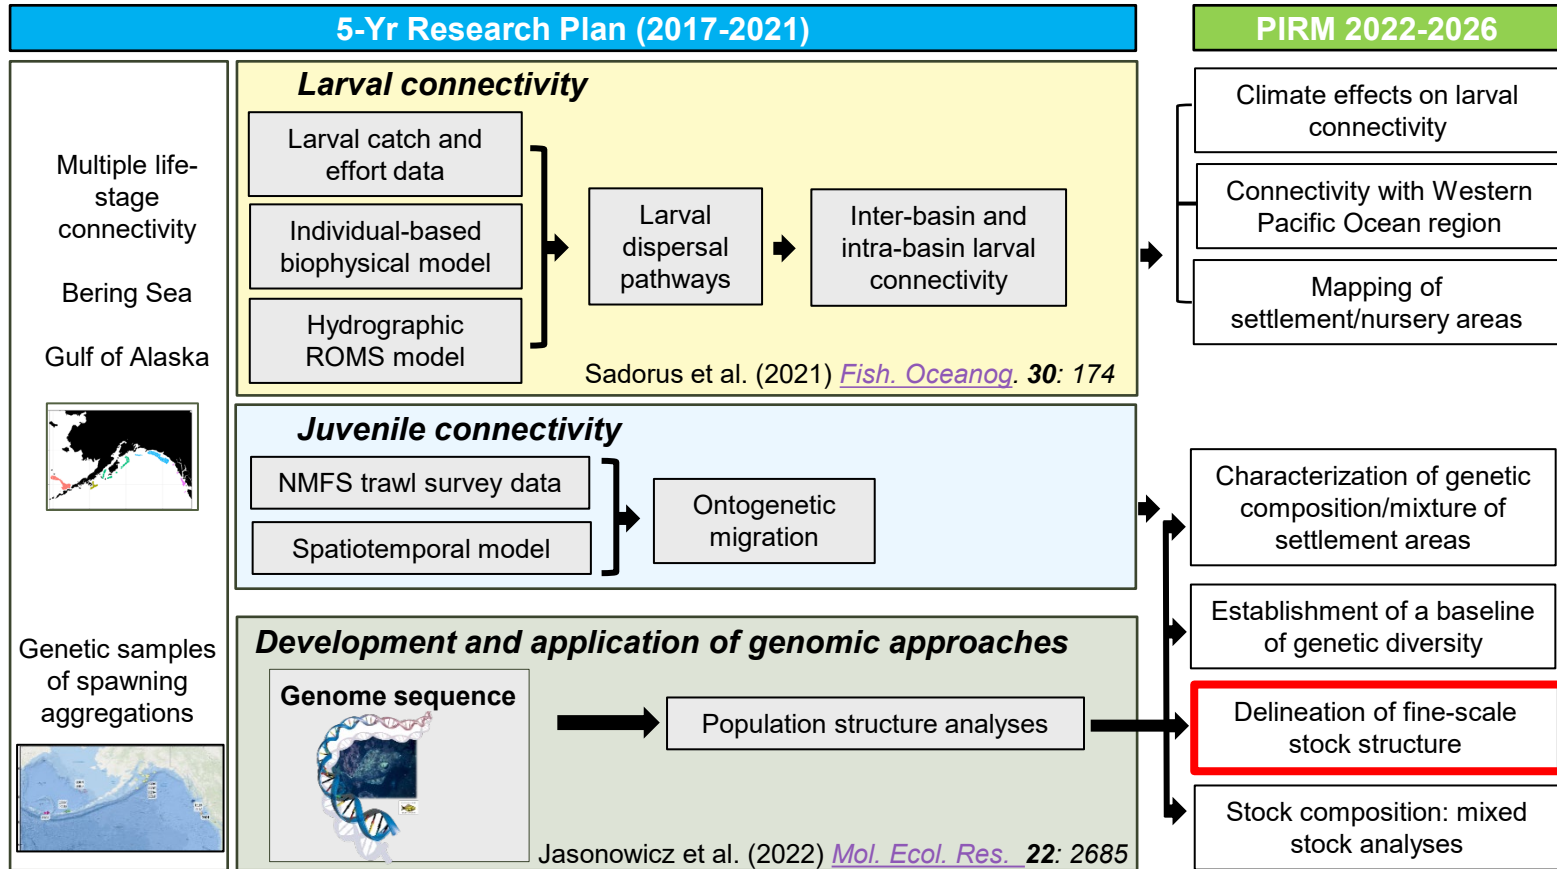 5-Yr Research Plan (2017-2021)
PIRM 2022-2026
Multiple life-
stage
connectivity
Bering Sea
Gulf of Alaska
Genetic samples
of spawning
aggregations
Larval connectivity
Larval catch and
effort data
Individual-based
biophysical model
Hydrographic
ROMS model
Larval
dispersal
pathways
Inter-basin and
intra-basin larval
connectivity
Sadorus et al. (2021) Fish. Oceanog. 30: 174
Juvenile connectivity
NMFS trawl survey data
Spatiotemporal model
Ontogenetic
migration
Development and application of genomic approaches
Genome sequence
Population structure analyses
Jasonowicz et al. (2022) Mol. Ecol. Res. 22: 2685
Climate effects on larval
connectivity
Connectivity with Western
Pacific Ocean region
Mapping of
settlement/nursery areas
Characterization of genetic
composition/mixture of
settlement areas
Establishment of a baseline
of genetic diversity
Delineation of fine-scale
stock structure
Stock composition: mixed
stock analyses